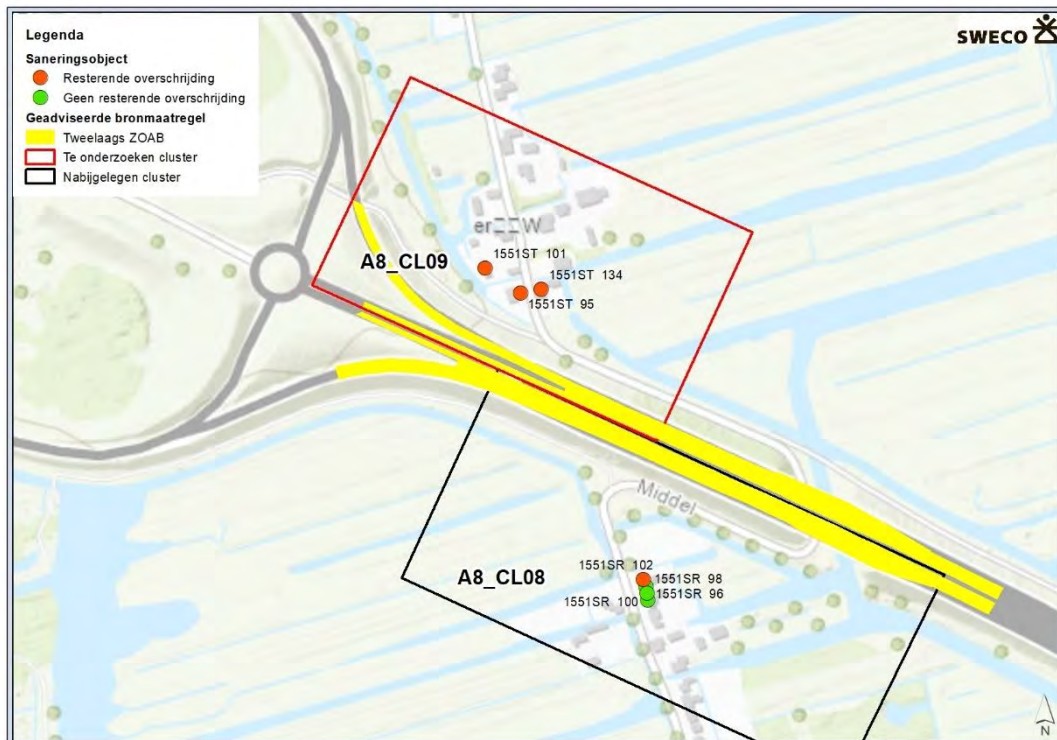 Legenda
Saneringsobject
Resterende overschrijding
Geen resterende overschrijding
Geadviseerde bronmaatregel
Tweelaags ZOAB
Te onderzoeken cluster
Nabijgelegen cluster
SWECO
erZZW
1551ST 101
1551ST 134
1551ST 95
A8_CL09
Middel
A8_CL08
1551SR 102
1551SR 98
1551SR 96
1551SR 100
N